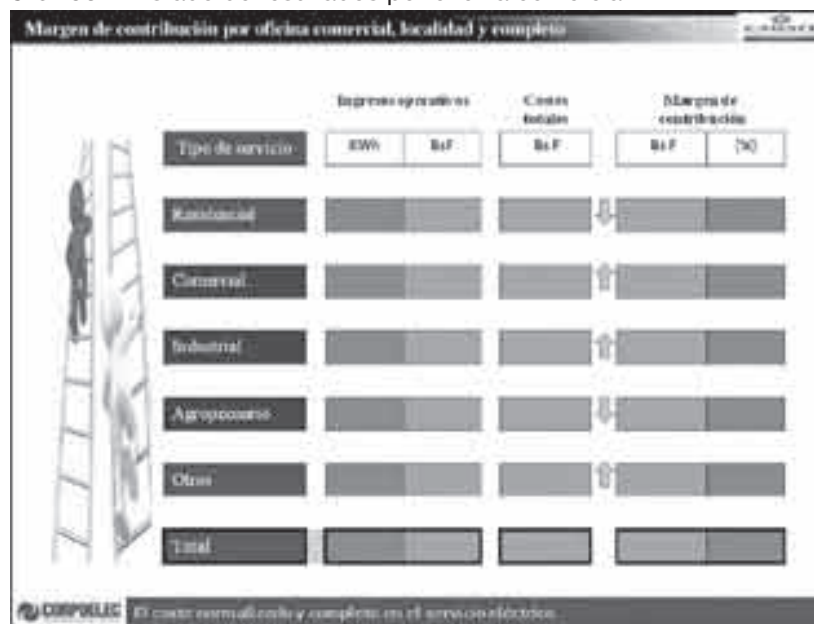 Margen de contribución por oficina comercial, localidad y completo
Ingresos operativos
Costos totales
Margen de contribución
Tipo de servicio
KWh
BsF
Bs F
Bs F
(%)
Residencial
Comercial
Industrial
Agropecuario
Otros
Total
CORPOELEC
El costo normalizado y completo en el servicio eléctrico